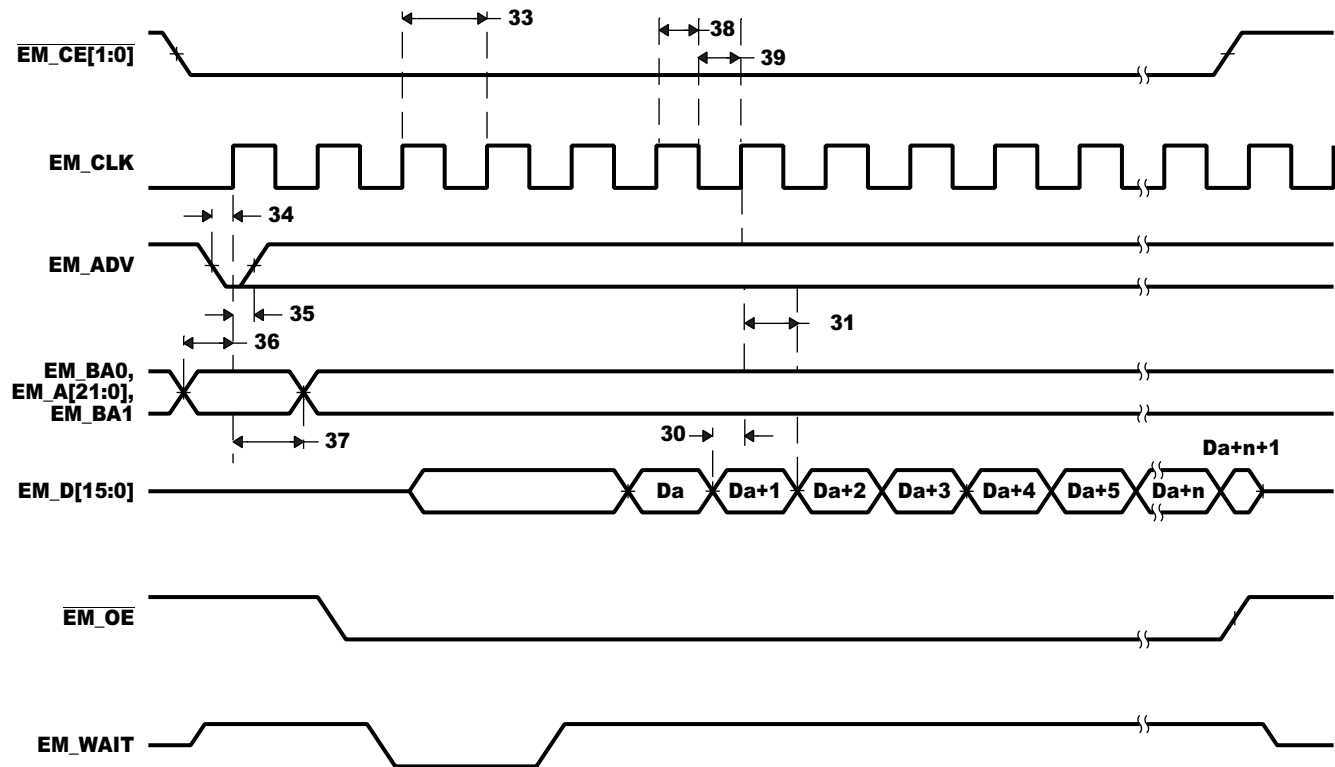 33
38
EM_CE[1:0]
39
EM_CLK
34
EM_ADV
35
31
36
EM_BA0,
EM_A[21:0],
EM_BA1
37
30
Da+n+1
EM_D[15:0]
Da Da+1 Da+2 Da+3 Da+4 Da+5 Da+n
EM_OE
EM_WAIT